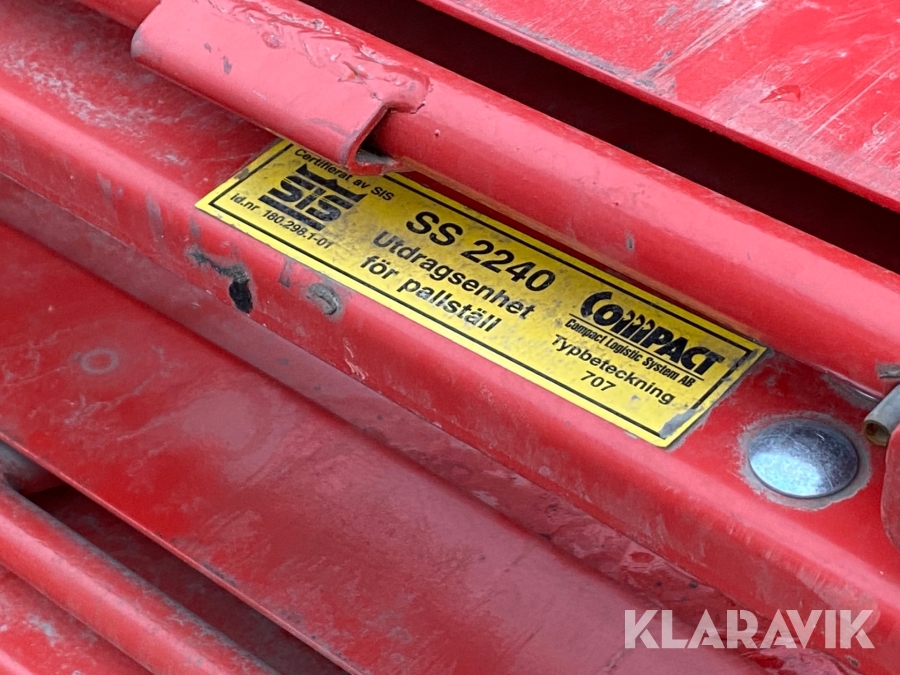 Certifierat av SIS
SIS
id.nr 180.298.1-01
SS 2240
Utdragsenhet
för pallställ
COMPACT
Compact Logistic System AB
Typbeteckning
707
KLARAVIK